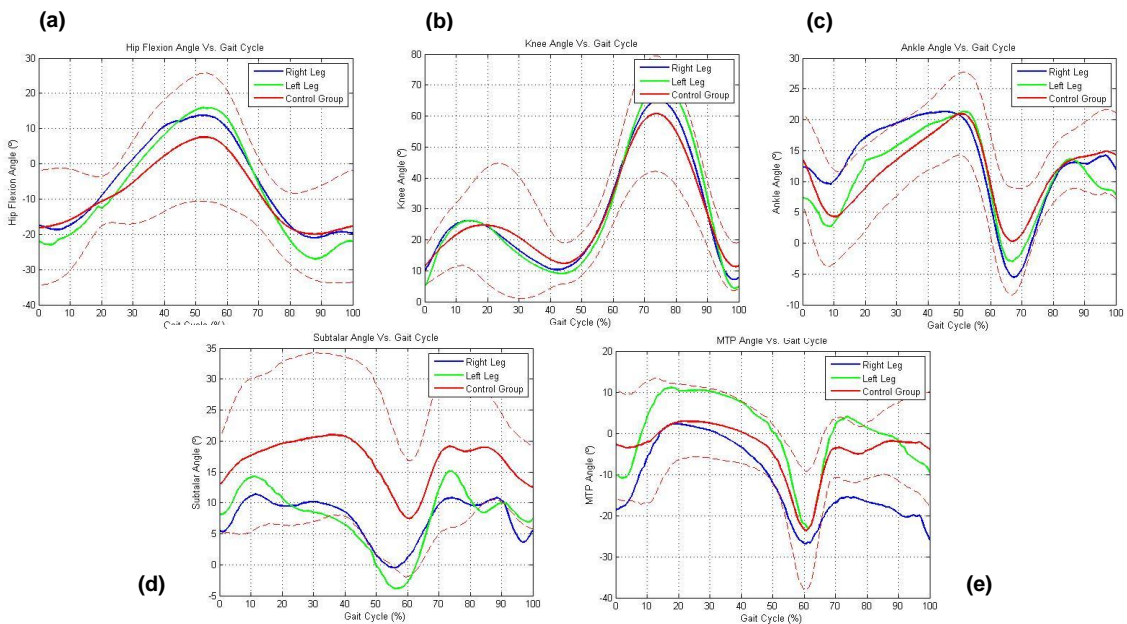 (a)
Hip Flexion Angle Vs. Gait Cycle
30
20
10
0
-10
-20
-30
-40
Hip Flexion Angle (º)
Right Leg
Left Leg
Control Group
0 10 20 30 40 50 60 70 80 90 100
Gait Cycle (%)
(b)
Knee Angle Vs. Gait Cycle
80
70
60
50
40
30
20
10
0
Knee Angle (º)
Right Leg
Left Leg
Control Group
0 10 20 30 40 50 60 70 80 90 100
Gait Cycle (%)
(c)
Ankle Angle Vs. Gait Cycle
30
25
20
15
10
5
0
-5
-10
Ankle Angle (º)
Right Leg
Left Leg
Control Group
0 10 20 30 40 50 60 70 80 90 100
Gait Cycle (%)
(d)
Subtalar Angle Vs. Gait Cycle
35
30
25
20
15
10
5
0
-5
Subtalar Angle (º)
Right Leg
Left Leg
Control Group
0 10 20 30 40 50 60 70 80 90 100
Gait Cycle (%)
(e)
MTP Angle Vs. Gait Cycle
20
10
0
-10
-20
-30
-40
MTP Angle (º)
Right Leg
Left Leg
Control Group
0 10 20 30 40 50 60 70 80 90 100
Gait Cycle (%)